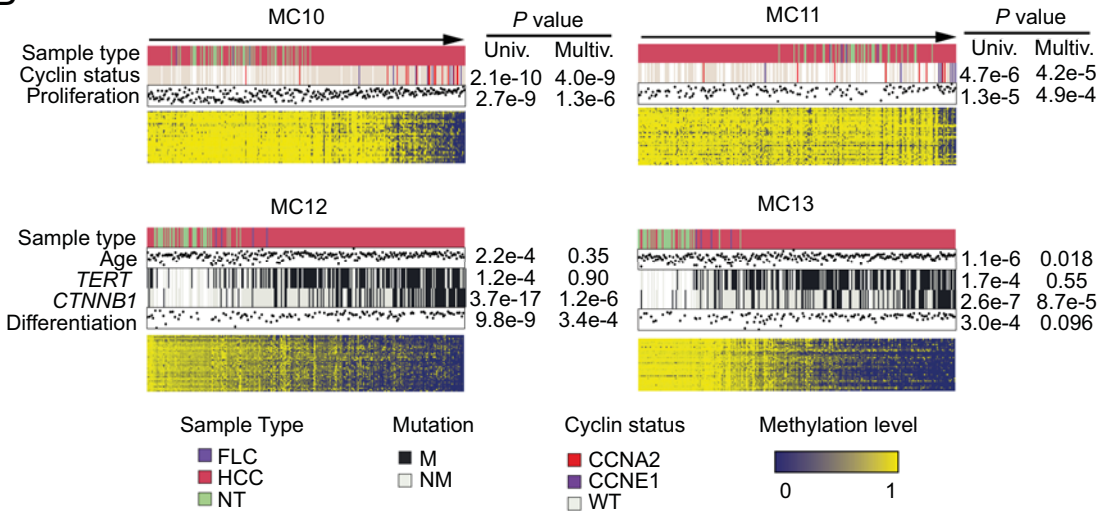 MC10
P value
Univ. Multiv.
Sample type
Cyclin status 2.1e-10 4.0e-9
Proliferation 2.7e-9 1.3e-6
MC11
P value
Univ. Multiv.
4.7e-6 4.2e-5
1.3e-5 4.9e-4
MC12
Sample type
Age 2.2e-4 0.35
TERT 1.2e-4 0.90
CTNNB1 3.7e-17 1.2e-6
Differentiation 9.8e-9 3.4e-4
MC13
1.1e-6 0.018
1.7e-4 0.55
2.6e-7 8.7e-5
3.0e-4 0.096
Sample Type
FLC
HCC
NT
Mutation
M
NM
Cyclin status
CCNA2
CCNE1
WT
Methylation level
0 1